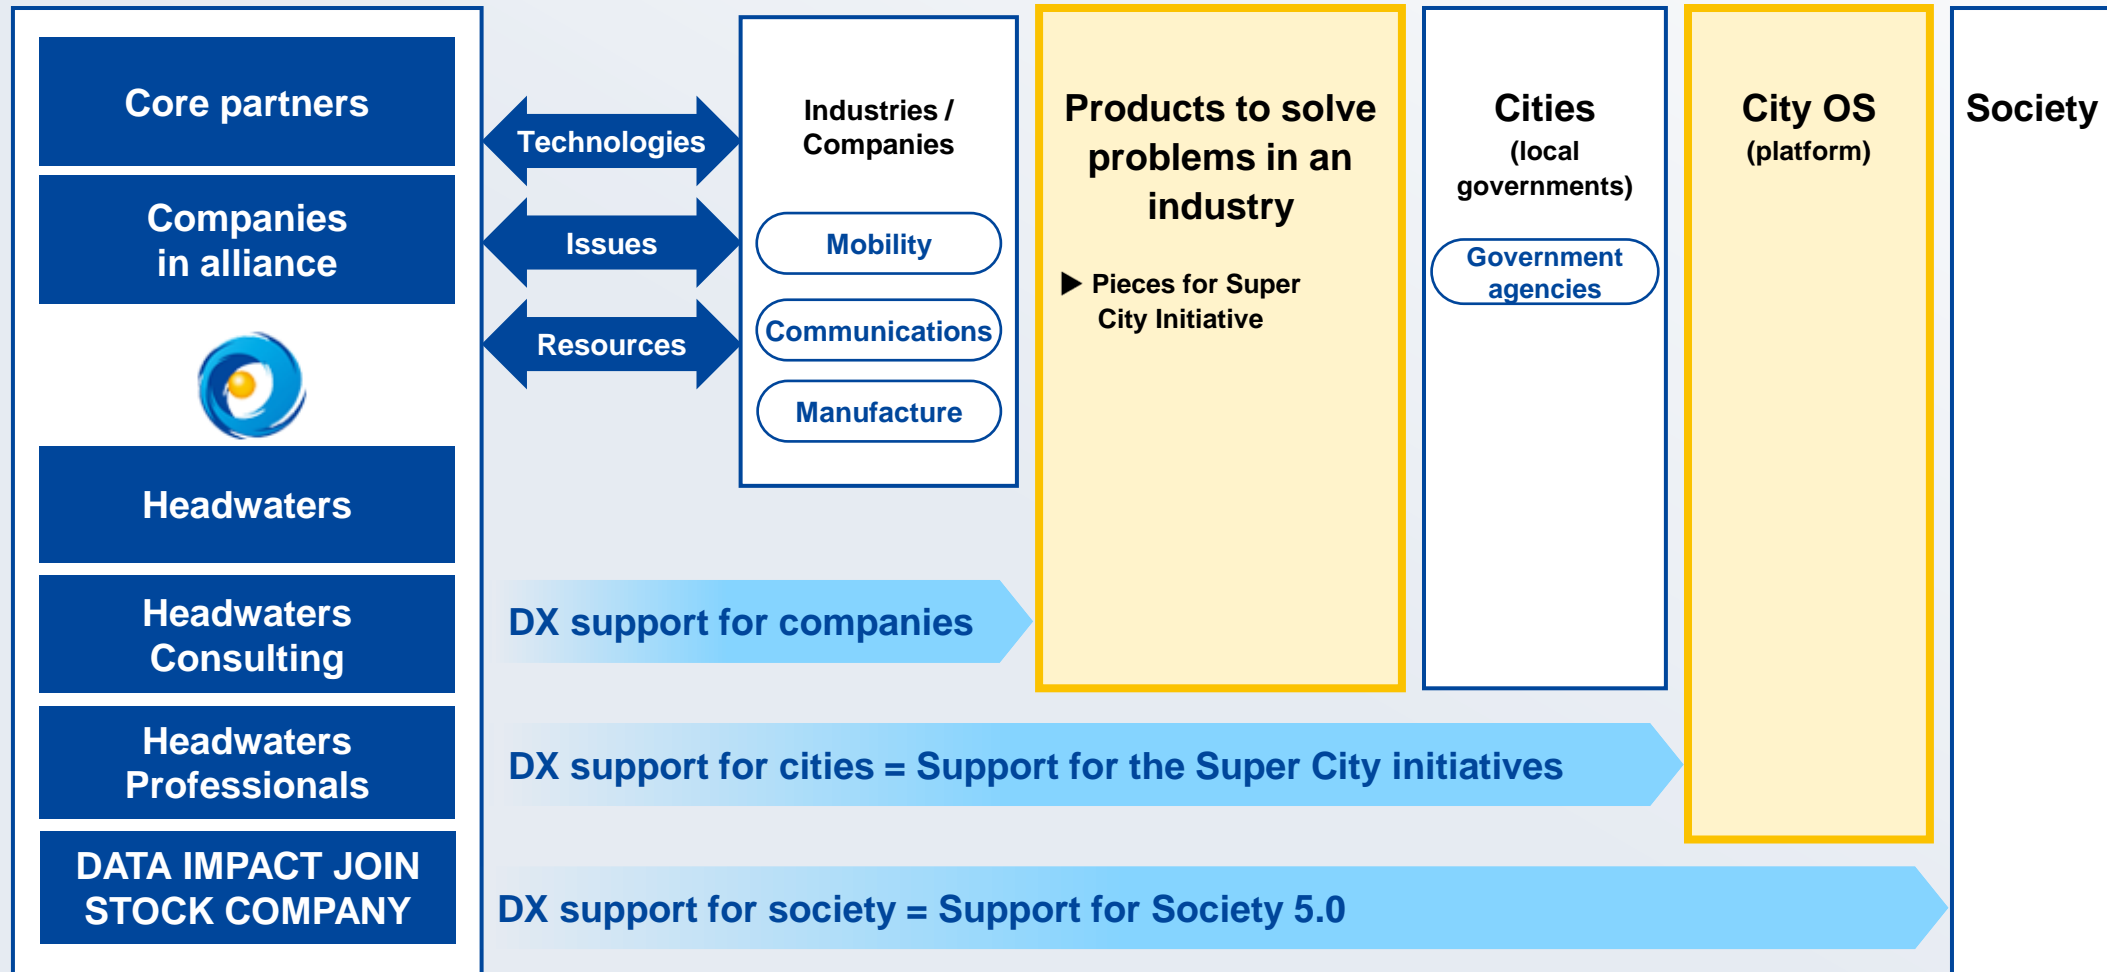 Core partners
Companies
in alliance
Headwaters
Headwaters
Consulting
Headwaters
Professionals
DATA IMPACT JOIN
STOCK COMPANY
Technologies
Issues
Resources
Industries /
Companies
Mobility
Communications
Manufacture
Products to solve
problems in an
industry
▶ Pieces for Super
City Initiative
Cities
(local
governments)
Government
agencies
City OS
(platform)
Society
DX support for companies
DX support for cities = Support for the Super City initiatives
DX support for society = Support for Society 5.0